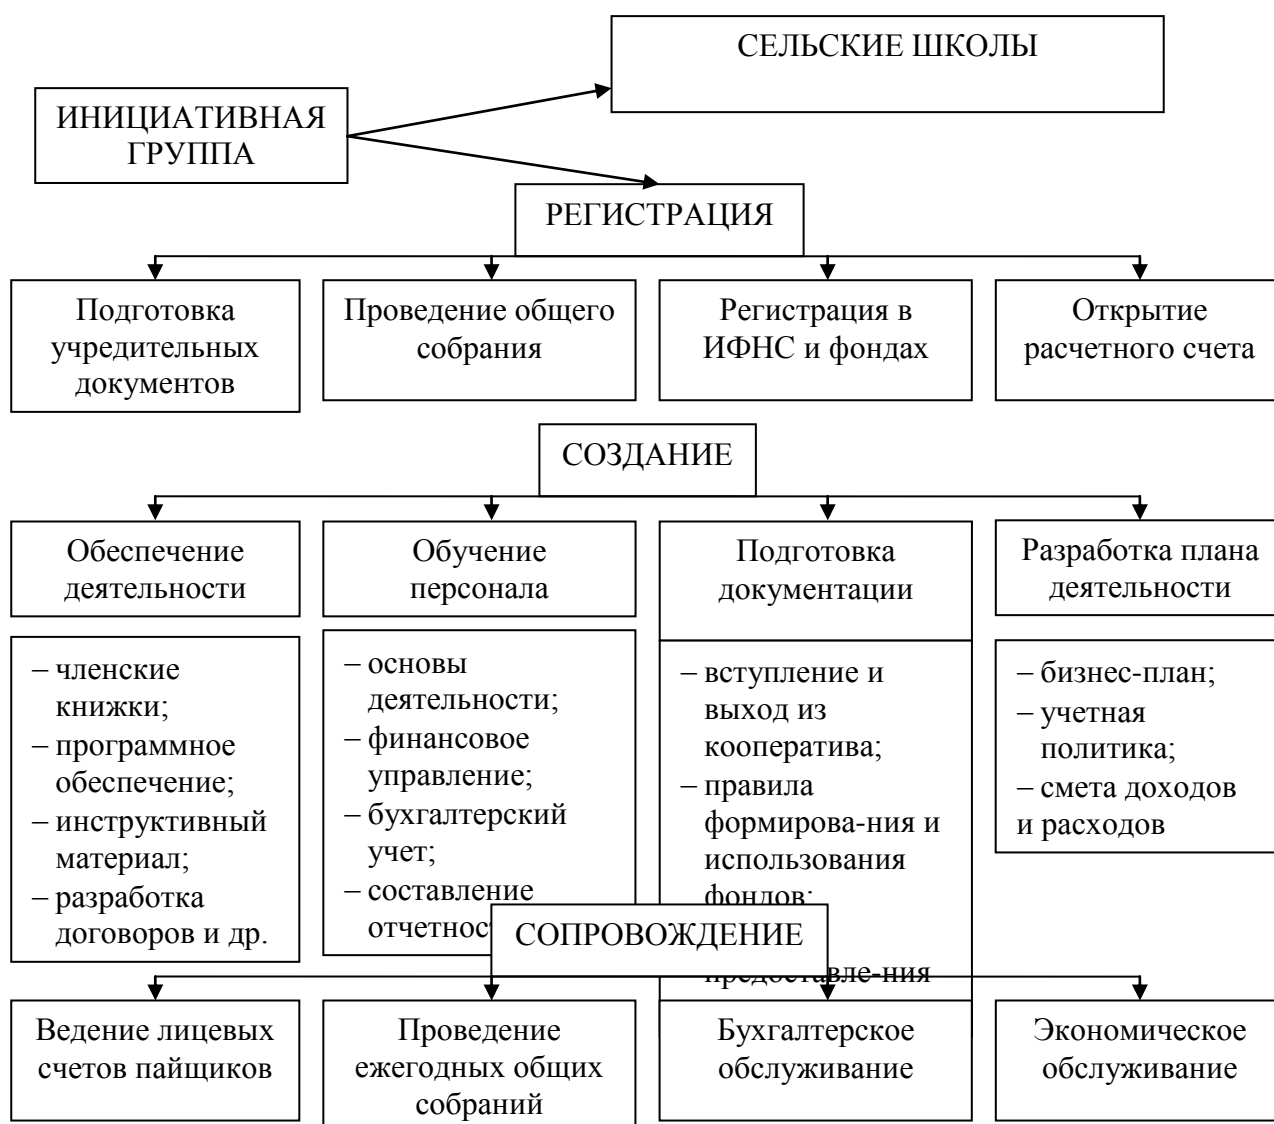 СЕЛЬСКИЕ ШКОЛЫ
ИНИЦИАТИВНАЯ
ГРУППА
РЕГИСТРАЦИЯ
Подготовка
учредительных
документов
Проведение общего
собрания
Регистрация в
ИФНС и фондах
Открытие
расчетного счета
СОЗДАНИЕ
Обеспечение
деятельности
Обучение
персонала
Подготовка
документации
Разработка плана
деятельности
– членские
книжки;
– программное
обеспечение;
– инструктивный
материал;
– разработка
договоров и др.
– основы
деятельности;
– финансовое
управление;
– бухгалтерский
учет;
– составление
– вступление и
выход из
кооператива;
– правила
формирова-ния и
использования
фондов;
– бизнес-план;
– учетная
политика;
– смета доходов
и расходов
СОПРОВОЖДЕНИЕ
Ведение лицевых
счетов пайщиков
Проведение
ежегодных общих
собраний
Бухгалтерское
обслуживание
Экономическое
обслуживание